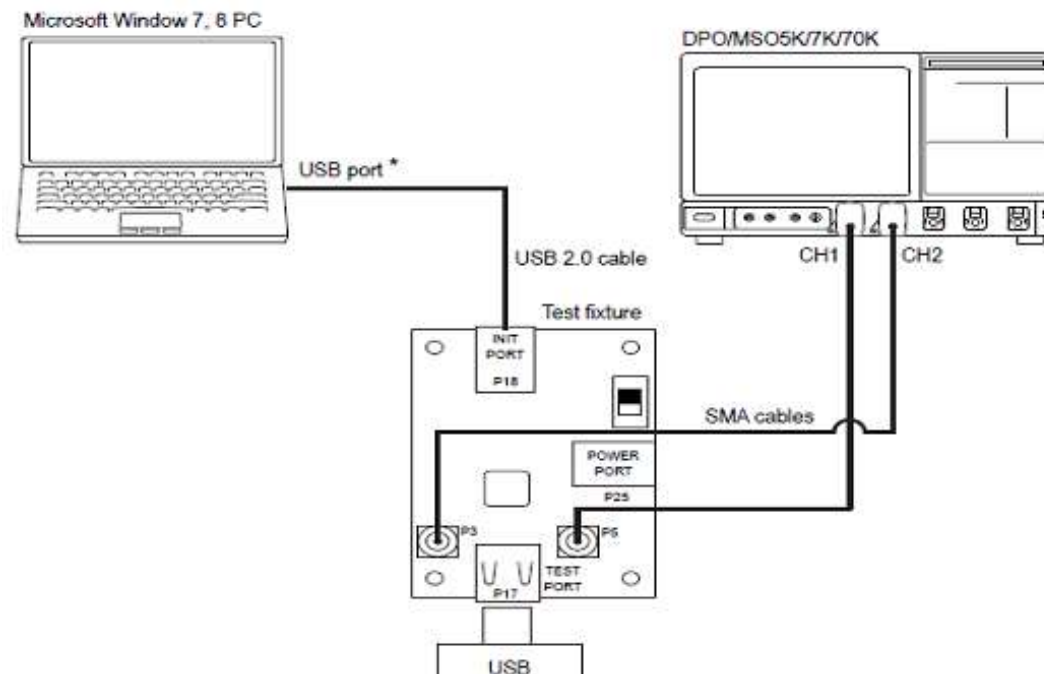 Microsoft Window 7, 8 PC
DPO/MSO5K/7K/70K
USB port *
CH1
CH2
USB 2.0 cable
Test fixture
INIT
PORT
P18
SMA cables
POWER
PORT
P25
P3
P5
TEST
PORT
P17
USB